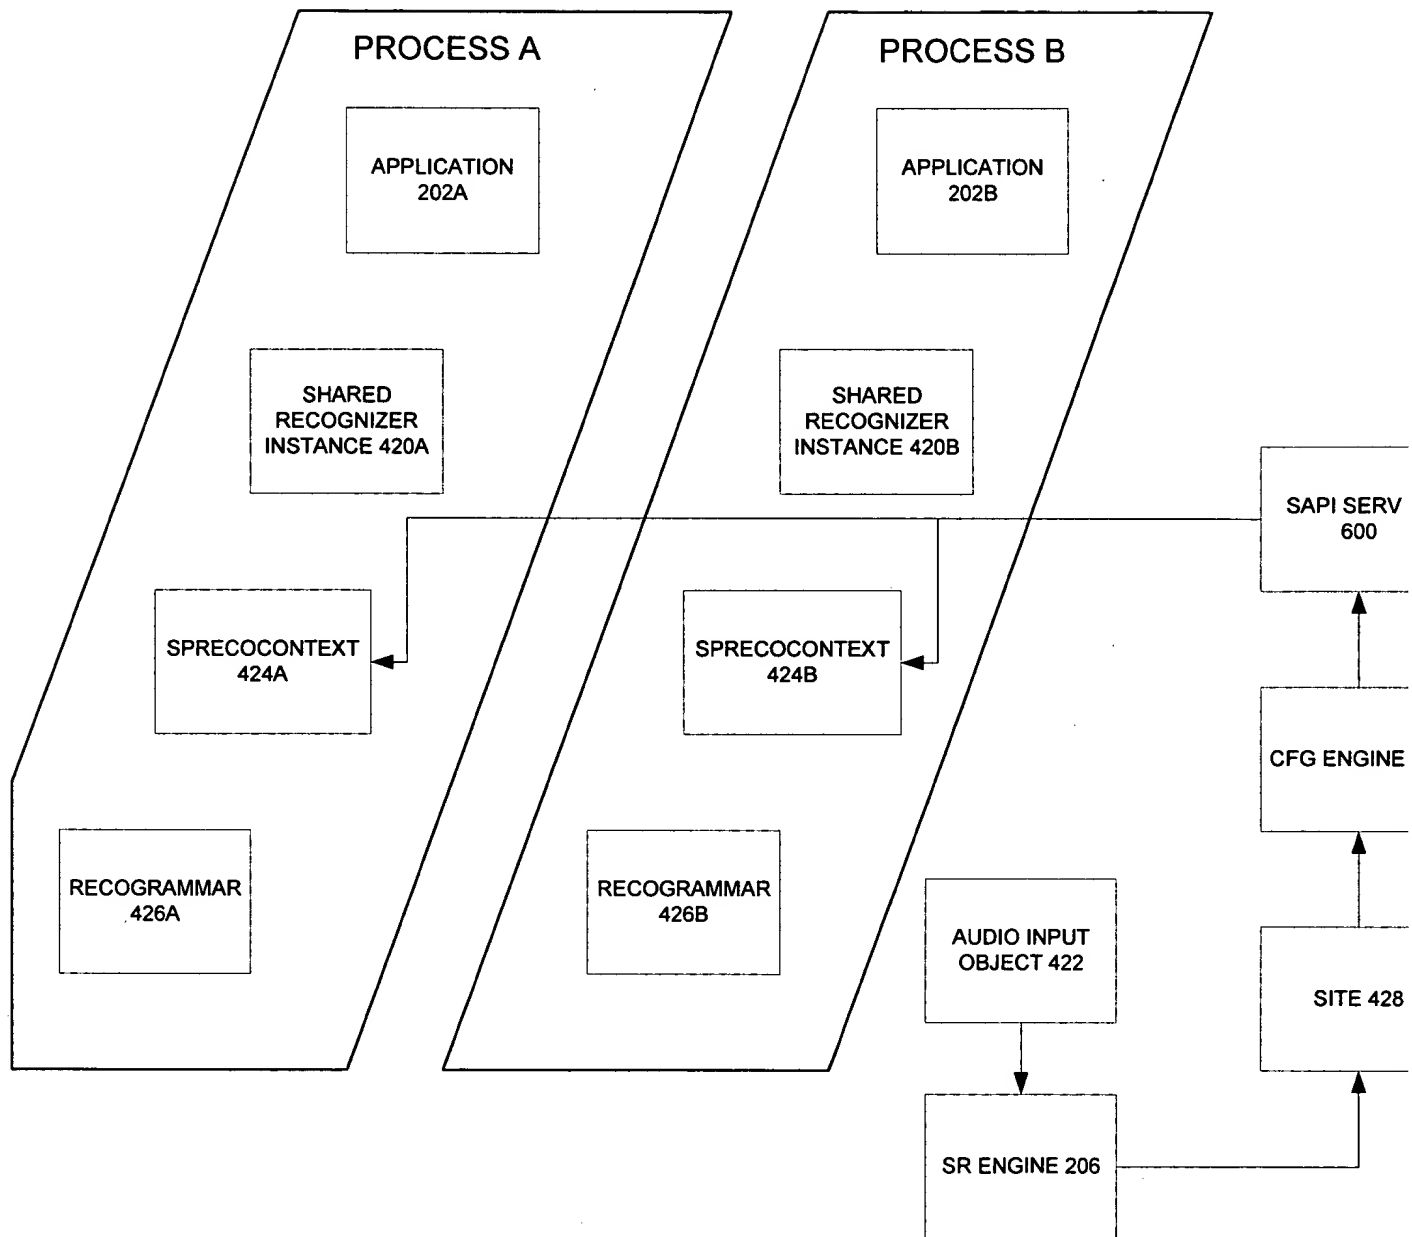 PROCESS A
PROCESS B
APPLICATION
202A
APPLICATION
202B
SHARED
RECOGNIZER
INSTANCE 420A
SHARED
RECOGNIZER
INSTANCE 420B
SAPI SERV
600
SPRECOCONTEXT
424A
SPRECOCONTEXT
424B
CFG ENGINE
RECOGRAMMAR
426A
RECOGRAMMAR
426B
AUDIO INPUT
OBJECT 422
SITE 428
SR ENGINE 206